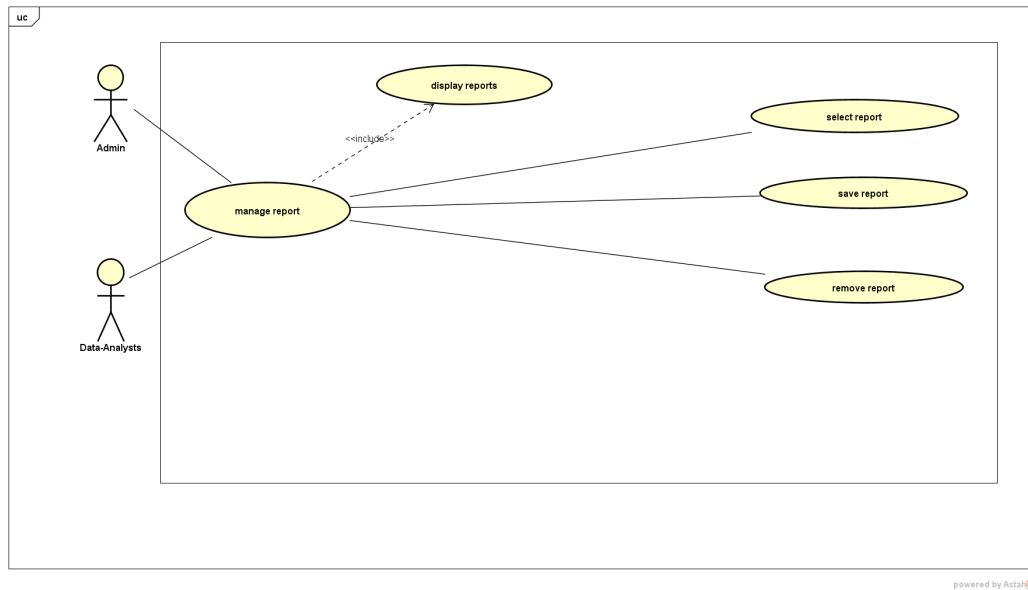 uc
display reports
select report
<<include>>
Admin
save report
manage report
remove report
Data-Analysts
powered by Astah